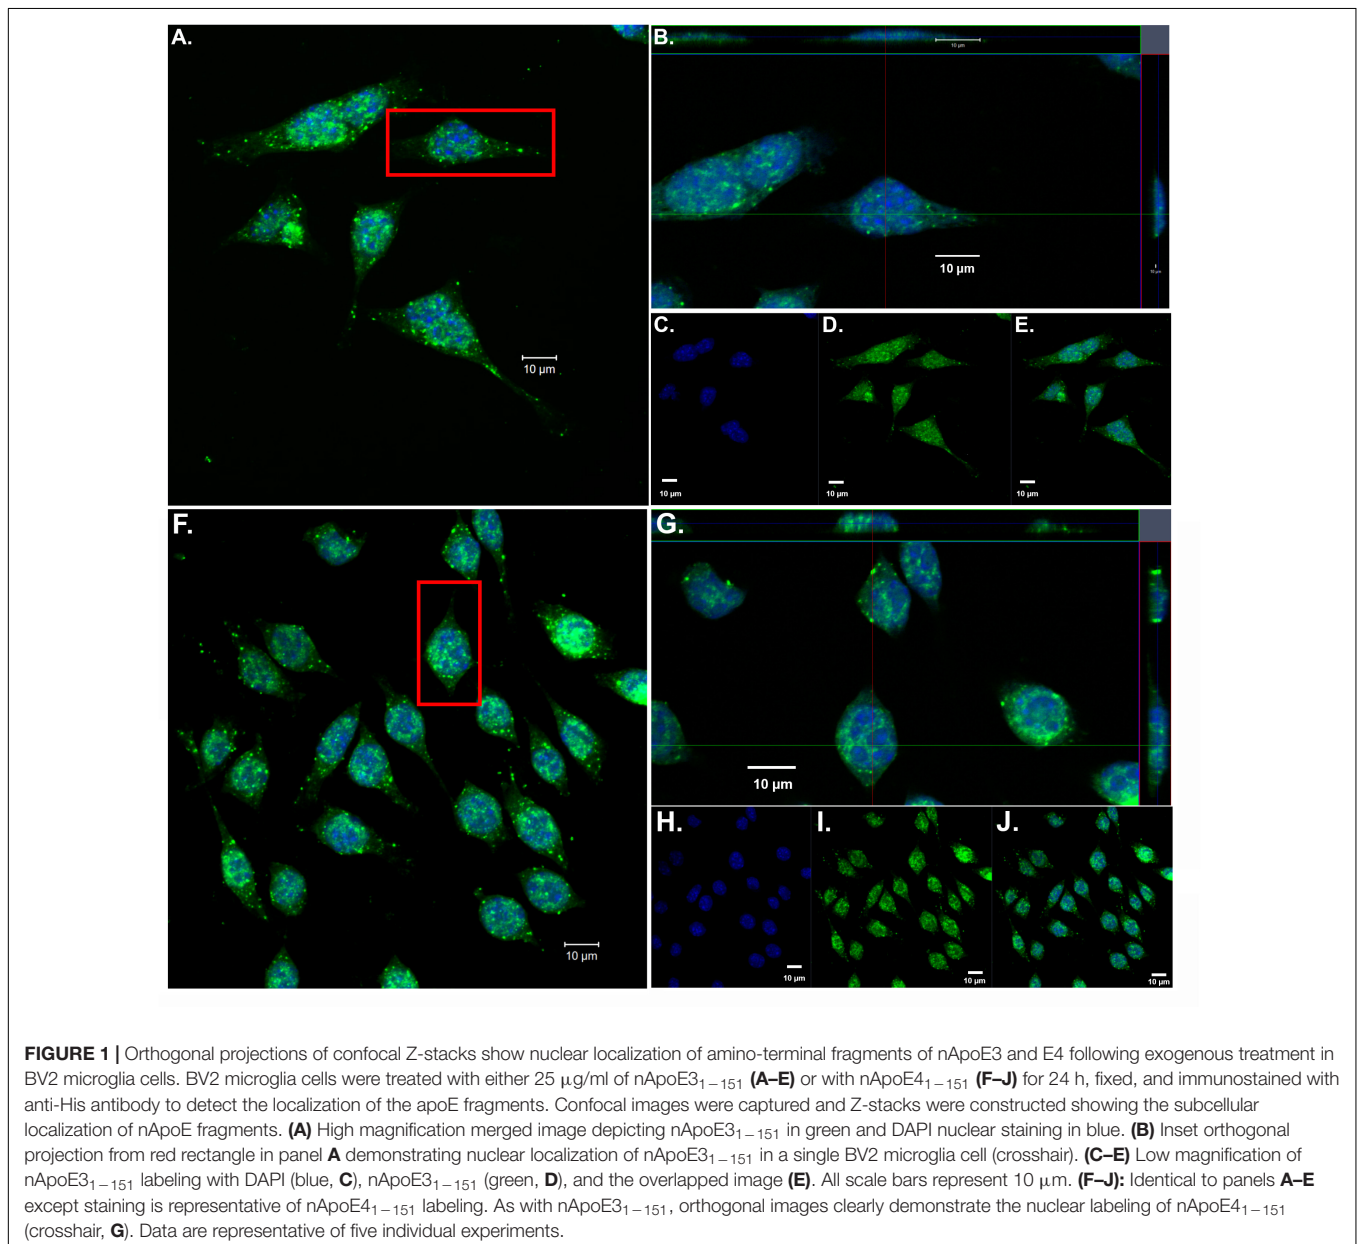 A.
10 µm
B.
10 µm
10 µm
10 µm
C.
10 µm
D.
10 µm
E.
10 µm
F.
10 µm
G.
10 µm
H.
10 µm
I.
10 µm
J.
10 µm
FIGURE 1 | Orthogonal projections of confocal Z-stacks show nuclear localization of amino-terminal fragments of nApoE3 and E4 following exogenous treatment in
BV2 microglia cells. BV2 microglia cells were treated with either 25 µg/ml of nApoE3₁₋₁₅₁ (A–E) or with nApoE4₁₋₁₅₁ (F–J) for 24 h, fixed, and immunostained with
anti-His antibody to detect the localization of the apoE fragments. Confocal images were captured and Z-stacks were constructed showing the subcellular
localization of nApoE fragments. (A) High magnification merged image depicting nApoE3₁₋₁₅₁ in green and DAPI nuclear staining in blue. (B) Inset orthogonal
projection from red rectangle in panel A demonstrating nuclear localization of nApoE3₁₋₁₅₁ in a single BV2 microglia cell (crosshair). (C–E) Low magnification of
nApoE3₁₋₁₅₁ labeling with DAPI (blue, C), nApoE3₁₋₁₅₁ (green, D), and the overlapped image (E). All scale bars represent 10 µm. (F–J): Identical to panels A–E
except staining is representative of nApoE4₁₋₁₅₁ labeling. As with nApoE3₁₋₁₅₁, orthogonal images clearly demonstrate the nuclear labeling of nApoE4₁₋₁₅₁
(crosshair, G). Data are representative of five individual experiments.